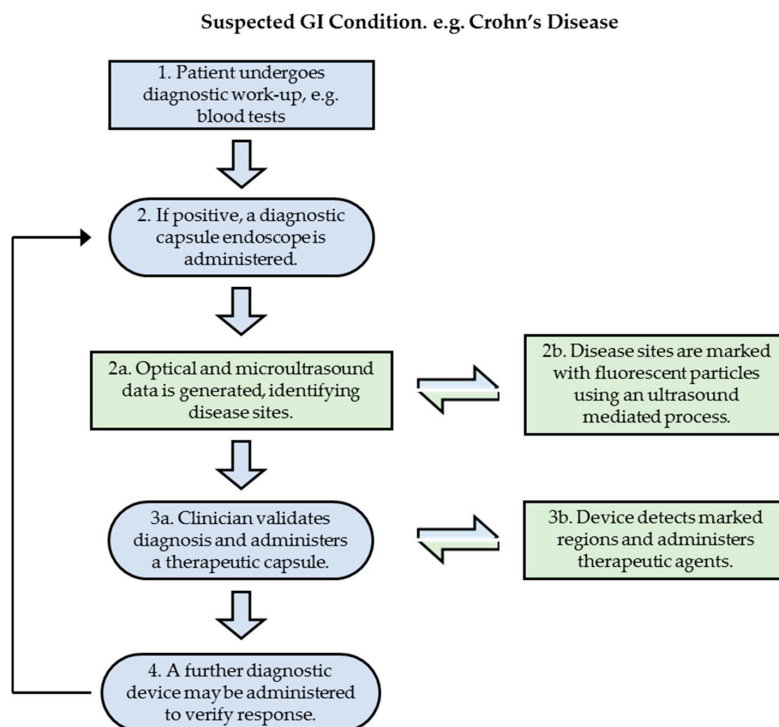 Suspected GI Condition. e.g. Crohn's Disease
1. Patient undergoes
diagnostic work-up, e.g.
blood tests
2. If positive, a diagnostic
capsule endoscope is
administered.
2a. Optical and microultrasound
data is generated, identifying
disease sites.
2b. Disease sites are marked
with fluorescent particles
using an ultrasound
mediated process.
3a. Clinician validates
diagnosis and administers
a therapeutic capsule.
3b. Device detects marked
regions and administers
therapeutic agents.
4. A further diagnostic
device may be administered
to verify response.